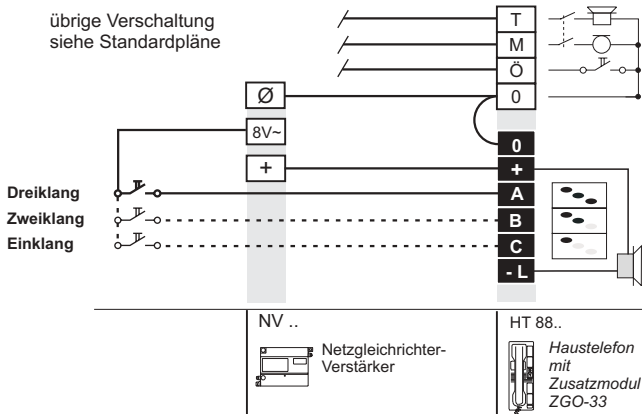 übrige Verschaltung
siehe Standardpläne
T
M
Ö
Ø
0
8V~
0
+
+
Dreiklang
A
Zweiklang
B
Einklang
C
- L
NV ..
HT 88..
Netzgleichrichter-
Verstärker
Haustelefon
mit
Zusatzmodul
ZGO-33